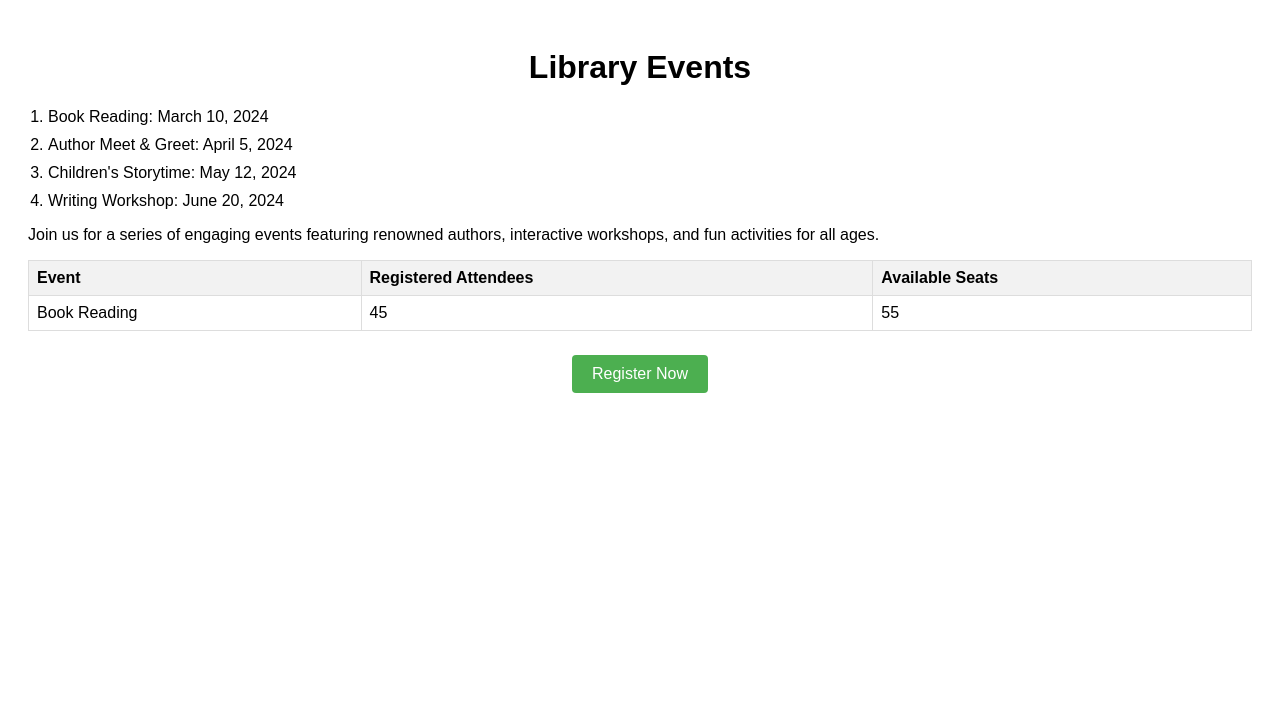 Library Events
1. Book Reading: March 10, 2024
2. Author Meet & Greet: April 5, 2024
3. Children's Storytime: May 12, 2024
4. Writing Workshop: June 20, 2024
Join us for a series of engaging events featuring renowned authors, interactive workshops, and fun activities for all ages.
Event Registered Attendees Available Seats
Book Reading 45 55
Register Now